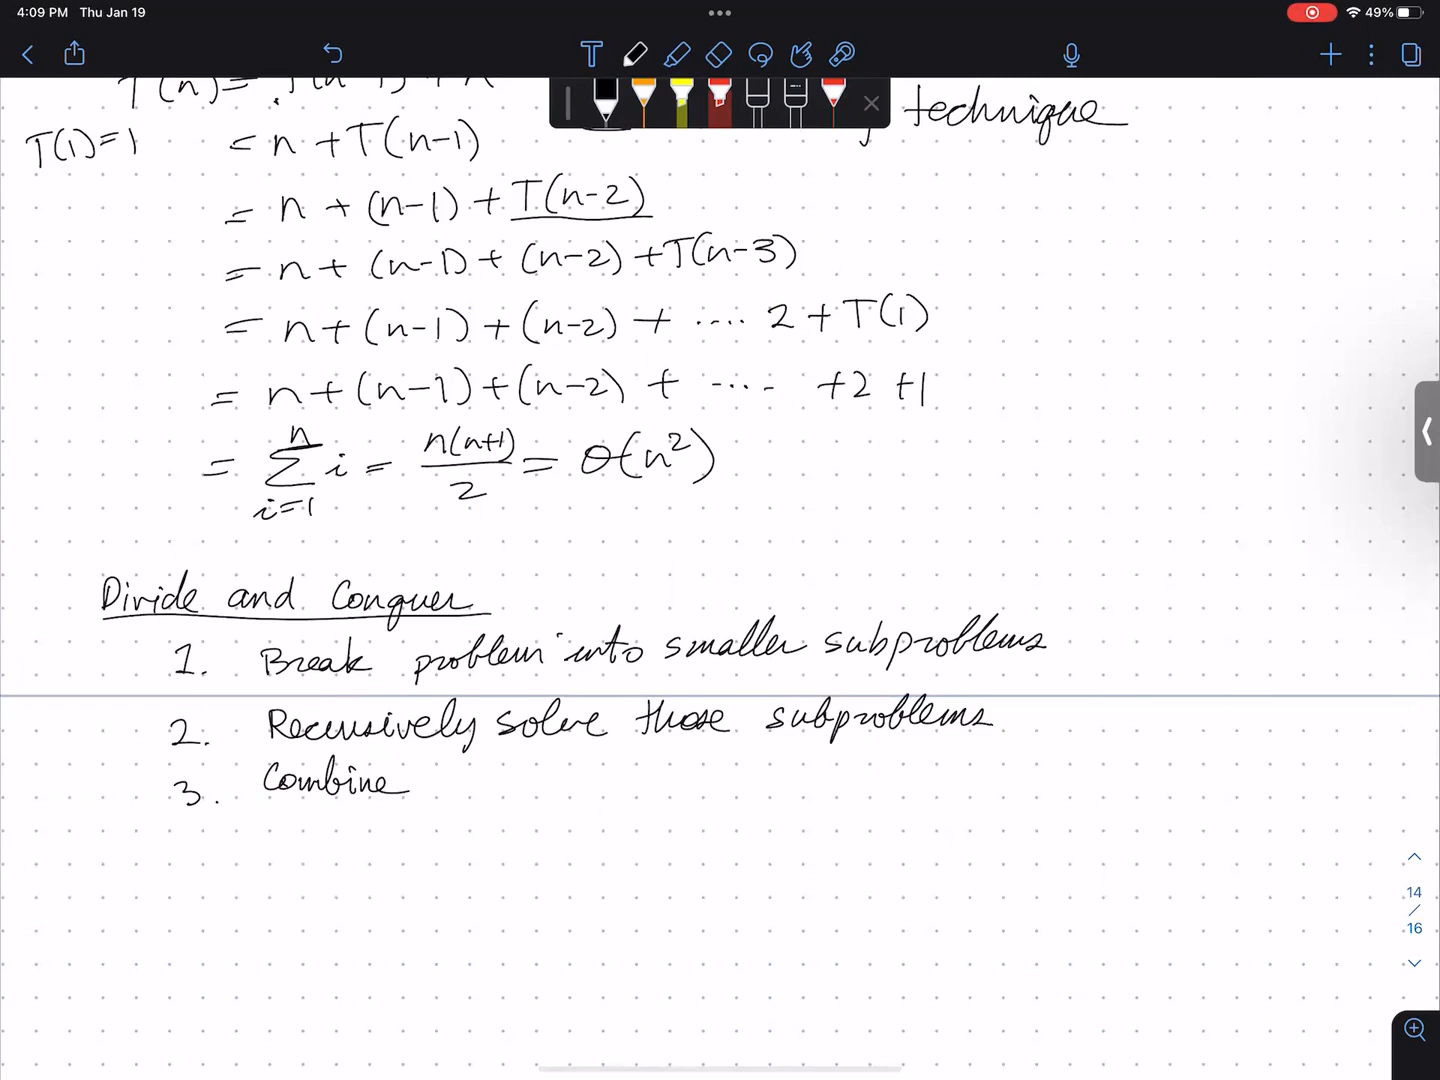 4:09 PM Thu Jan 19
49%
T(n) = T(n-1) + n
technique
T(1)=1 = n + T(n-1)
= n + (n-1) + T(n-2)
= n + (n-1) + (n-2) + T(n-3)
= n + (n-1) + (n-2) + .... 2 + T(1)
= n + (n-1) + (n-2) + .... +2 +1
= ∑_{i=1}^{n} i = n(n+1)/2 = Θ(n²)
Divide and Conquer
1. Break problem into smaller subproblems
2. Recursively solve those subproblems
3. Combine
14
/
16